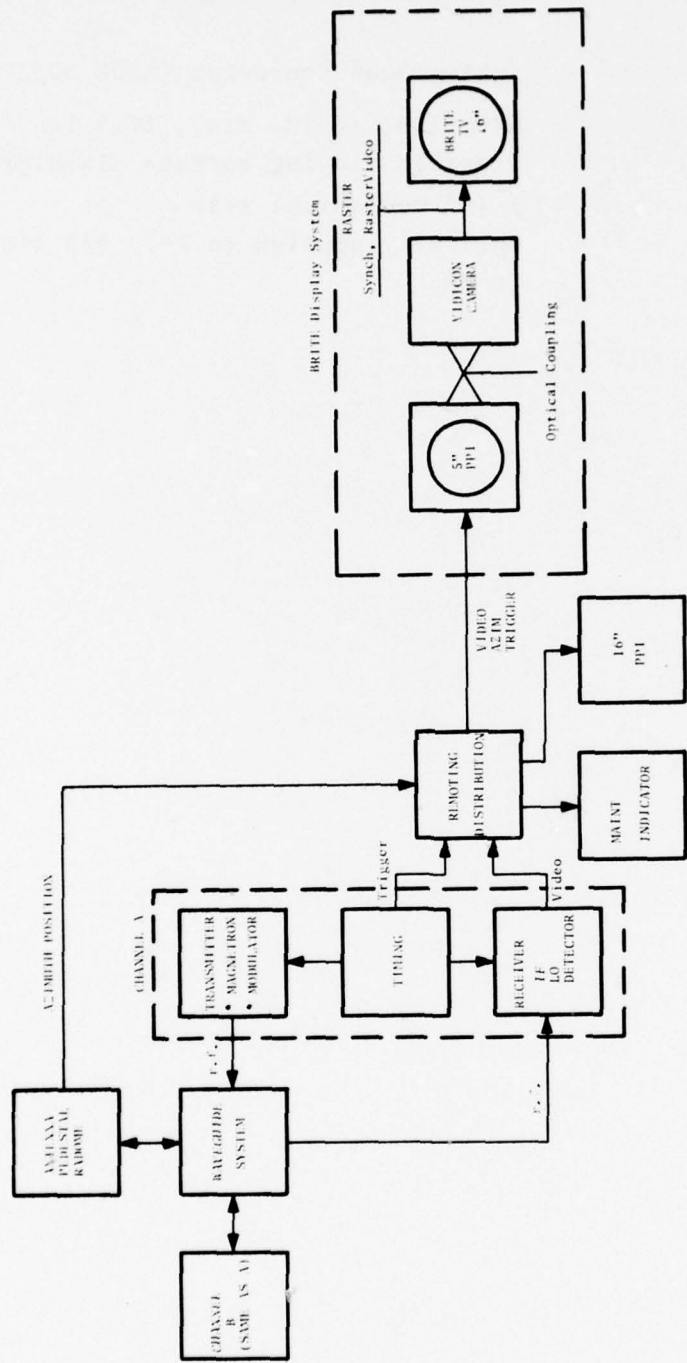 ANTENNA
PEDESTAL
RADOME
AZIMUTH POSITION
CHANNEL
B
(SAME AS A)
WAVEGUIDE
SYSTEM
r.f.
r.f.
CHANNEL A
TRANSMITTER
• MAGNETRON
• MODULATOR
TIMING
RECEIVER
IF
LO
DETECTOR
Trigger
Video
REMOTING
DISTRIBUTION
MAINT
INDICATOR
16"
PPI
VIDEO
AZIM
TRIGGER
BRITE Display System
5"
PPI
Optical Coupling
VIDICON
CAMERA
RASTER
Synch, RasterVideo
BRITE
TV